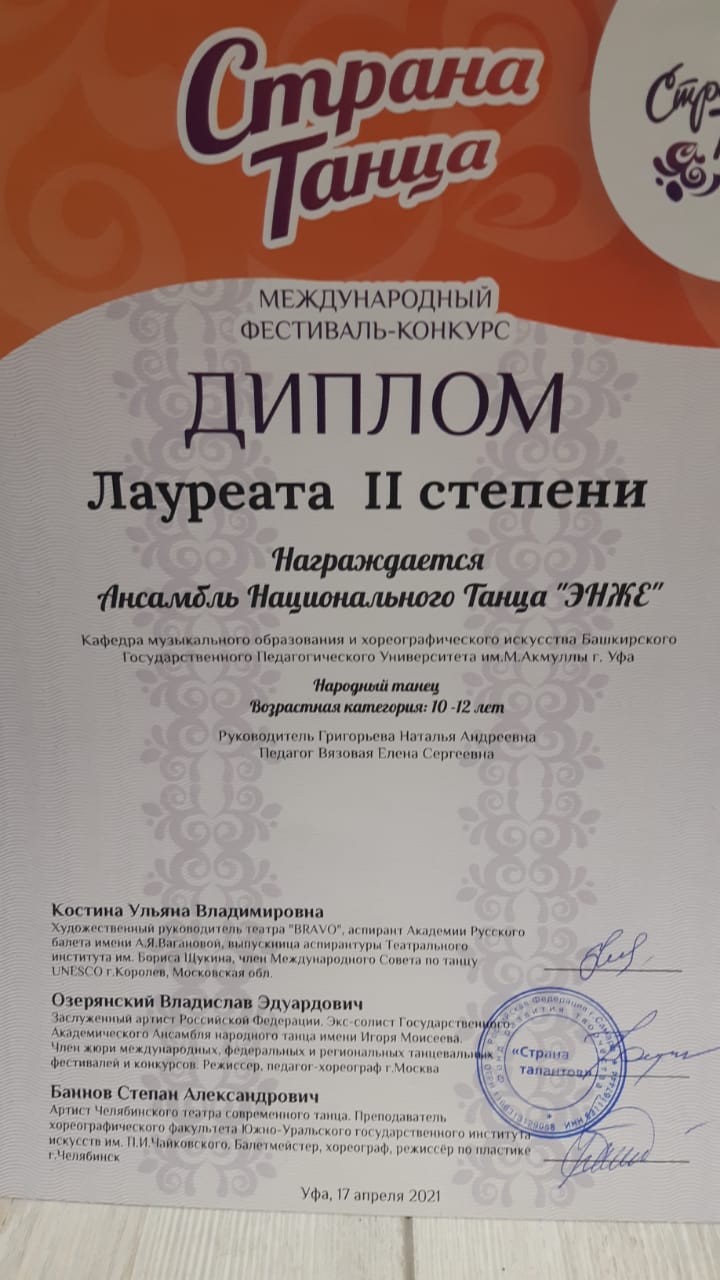 Страна
Танца
МЕЖДУНАРОДНЫЙ
ФЕСТИВАЛЬ-КОНКУРС
ДИПЛОМ
Лауреата II степени
Награждается
Ансамбль Национального Танца "ЭНЖЕ"
Кафедра музыкального образования и хореографического искусства Башкирского
Государственного Педагогического Университета им.М.Акмуллы г. Уфа
Народный танец
Возрастная категория: 10 -12 лет
Руководитель Григорьева Наталья Андреевна
Педагог Вязовая Елена Сергеевна
Костина Ульяна Владимировна
Художественный руководитель театра "BRAVO", аспирант Академии Русского
балета имени А.Я.Вагановой, выпускница аспирантуры Театрального
института им. Бориса Щукина, член Международного Совета по танцу
UNESCO г.Королев, Московская обл.
Озерянский Владислав Эдуардович
Заслуженный артист Российской Федерации. Экс-солист Государственного
Академического Ансамбля народного танца имени Игоря Моисеева.
Член жюри международных, федеральных и региональных танцевальных
фестивалей и конкурсов. Режиссер, педагог-хореограф г.Москва
«Страна
талантов»
Баннов Степан Александрович
Артист Челябинского театра современного танца. Преподаватель
хореографического факультета Южно-Уральского государственного института
искусств им. П.И.Чайковского, Балетмейстер, хореограф, режиссёр по пластике
г.Челябинск
Уфа, 17 апреля 2021